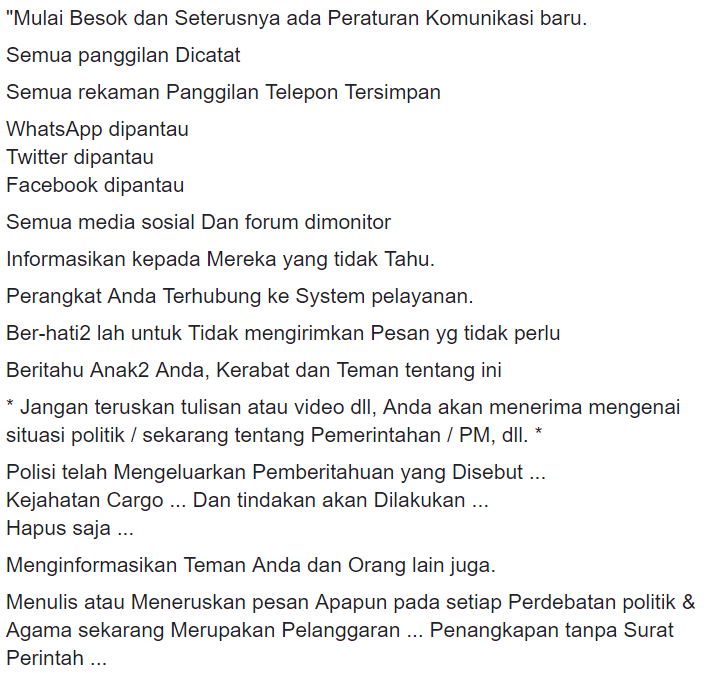 "Mulai Besok dan Seterusnya ada Peraturan Komunikasi baru.
Semua panggilan Dicatat
Semua rekaman Panggilan Telepon Tersimpan
WhatsApp dipantau
Twitter dipantau
Facebook dipantau
Semua media sosial Dan forum dimonitor
Informasikan kepada Mereka yang tidak Tahu.
Perangkat Anda Terhubung ke System pelayanan.
Ber-hati2 lah untuk Tidak mengirimkan Pesan yg tidak perlu
Beritahu Anak2 Anda, Kerabat dan Teman tentang ini
* Jangan teruskan tulisan atau video dll, Anda akan menerima mengenai
situasi politik / sekarang tentang Pemerintahan / PM, dll. *
Polisi telah Mengeluarkan Pemberitahuan yang Disebut ...
Kejahatan Cargo ... Dan tindakan akan Dilakukan ...
Hapus saja ...
Menginformasikan Teman Anda dan Orang lain juga.
Menulis atau Meneruskan pesan Apapun pada setiap Perdebatan politik &
Agama sekarang Merupakan Pelanggaran ... Penangkapan tanpa Surat
Perintah ...